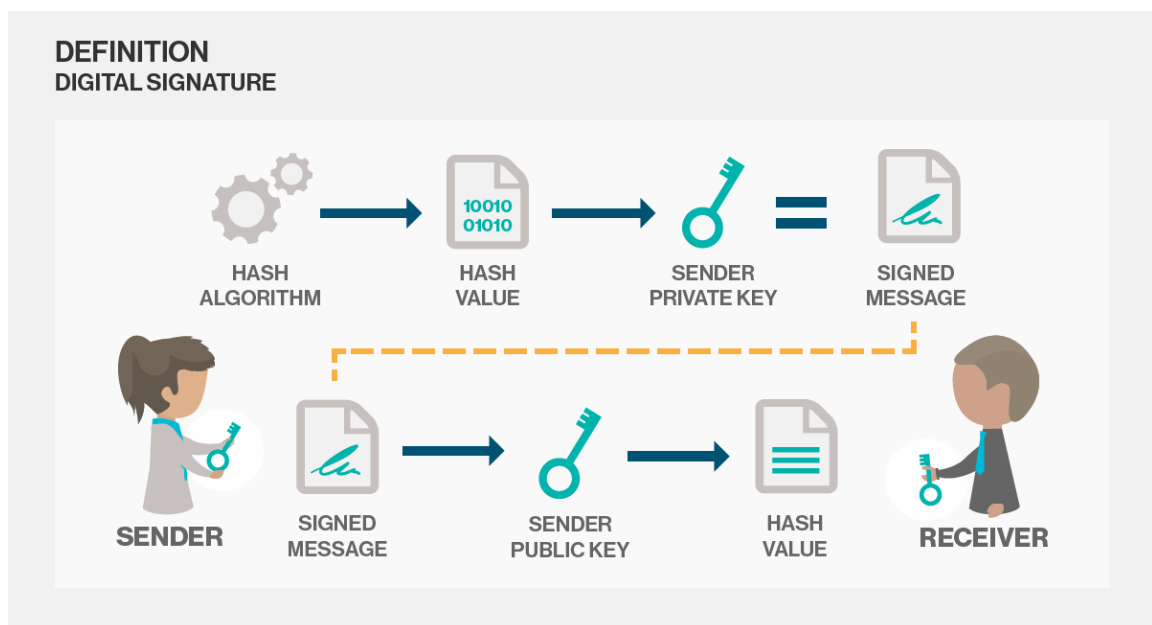 DEFINITION
DIGITAL SIGNATURE
10010
01010
HASH
ALGORITHM
HASH
VALUE
SENDER
PRIVATE KEY
SIGNED
MESSAGE
SENDER
SIGNED
MESSAGE
SENDER
PUBLIC KEY
HASH
VALUE
RECEIVER